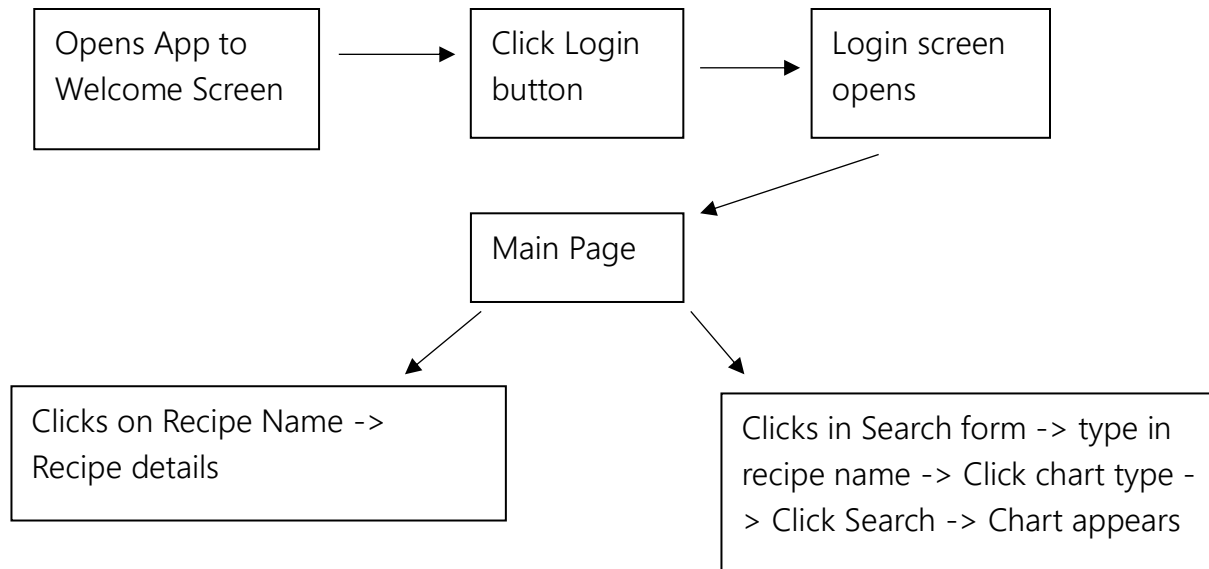 Opens App to
Welcome Screen
Click Login
button
Login screen
opens
Main Page
Clicks on Recipe Name ->
Recipe details
Clicks in Search form -> type in
recipe name -> Click chart type -
> Click Search -> Chart appears